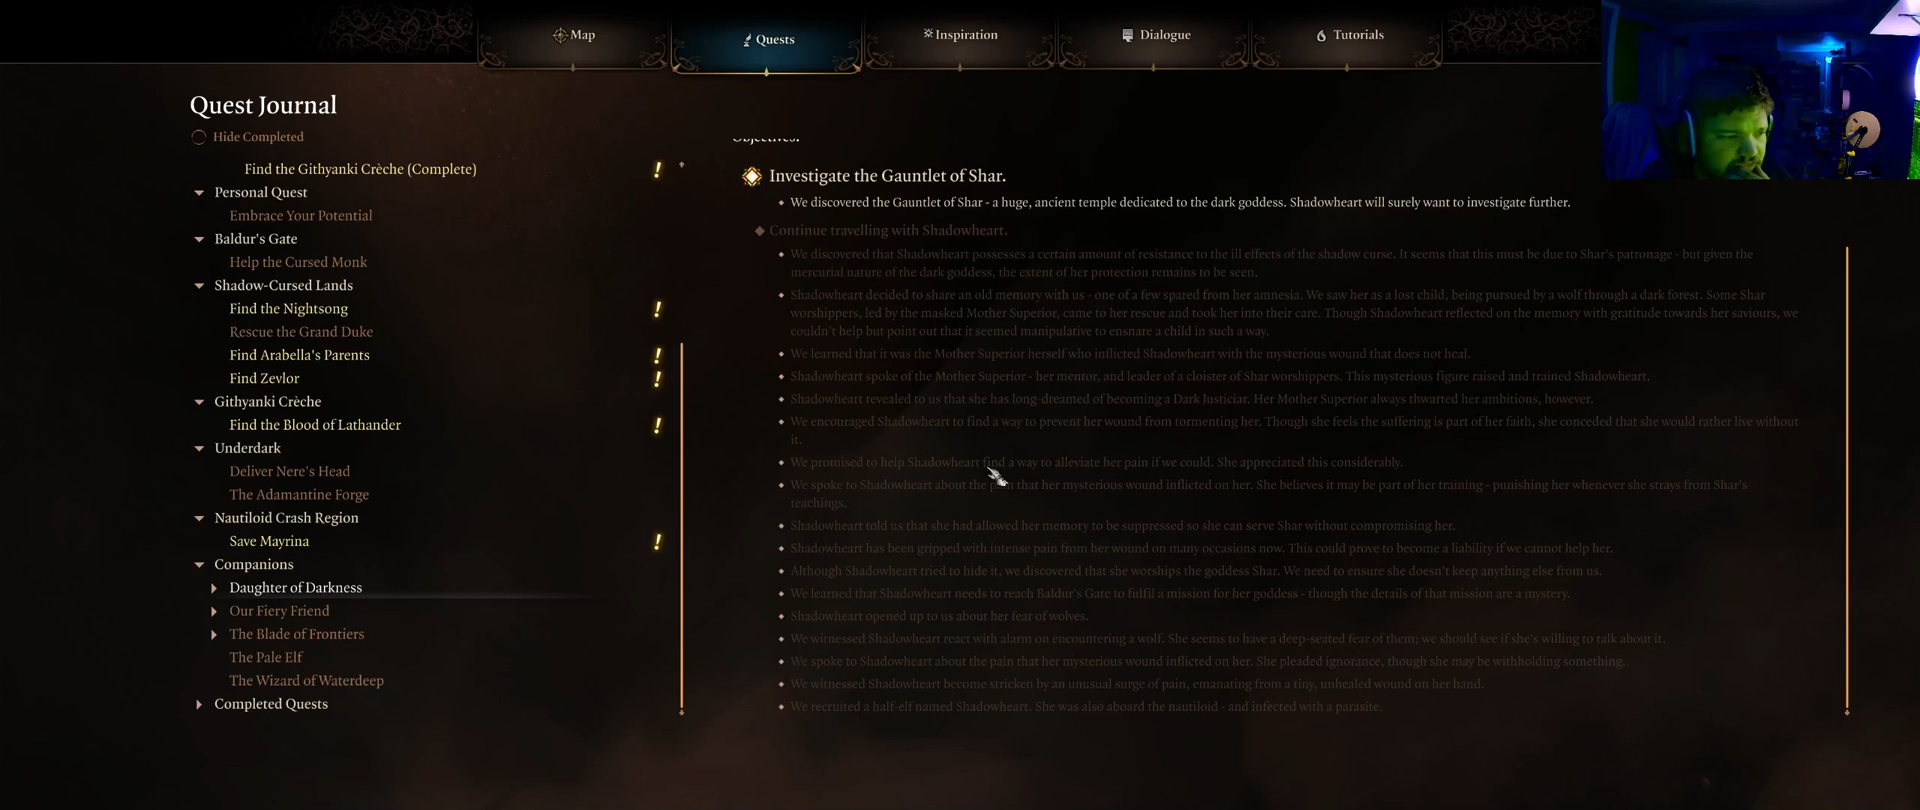 Map
Quests
Inspiration
Dialogue
Tutorials
Quest Journal
Hide Completed
Find the Githyanki Crèche (Complete)
Personal Quest
Embrace Your Potential
Baldur's Gate
Help the Cursed Monk
Shadow-Cursed Lands
Find the Nightsong
Rescue the Grand Duke
Find Arabella's Parents
Find Zevlor
Githyanki Crèche
Find the Blood of Lathander
Underdark
Deliver Nere's Head
The Adamantine Forge
Nautiloid Crash Region
Save Mayrina
Companions
Daughter of Darkness
Our Fiery Friend
The Blade of Frontiers
The Pale Elf
The Wizard of Waterdeep
Completed Quests
Objectives:
Investigate the Gauntlet of Shar.
We discovered the Gauntlet of Shar - a huge, ancient temple dedicated to the dark goddess. Shadowheart will surely want to investigate further.
Continue travelling with Shadowheart.
We discovered that Shadowheart possesses a certain amount of resistance to the ill effects of the shadow curse. It seems that this must be due to Shar's patronage - but given the
mercurial nature of the dark goddess, the extent of her protection remains to be seen.
Shadowheart decided to share an old memory with us - one of a few spared from her amnesia. We saw her as a lost child, being pursued by a wolf through a dark forest. Some Shar
worshippers, led by the masked Mother Superior, came to her rescue and took her into their care. Though Shadowheart reflected on the memory with gratitude towards her saviours, we
couldn't help but point out that it seemed manipulative to ensnare a child in such a way.
We learned that it was the Mother Superior herself who inflicted Shadowheart with the mysterious wound that does not heal.
Shadowheart spoke of the Mother Superior - her mentor, and leader of a cloister of Shar worshippers. This mysterious figure raised and trained Shadowheart.
Shadowheart revealed to us that she has long-dreamed of becoming a Dark Justiciar. Her Mother Superior always thwarted her ambitions, however.
We encouraged Shadowheart to find a way to prevent her wound from tormenting her. Though she feels the suffering is part of her faith, she conceded that she would rather live without
it.
We promised to help Shadowheart find a way to alleviate her pain if we could. She appreciated this considerably.
We spoke to Shadowheart about the pain that her mysterious wound inflicted on her. She believes it may be part of her training - punishing her whenever she strays from Shar's
teachings.
Shadowheart told us that she had allowed her memory to be suppressed so she can serve Shar without compromising her.
Shadowheart has been gripped with intense pain from her wound on many occasions now. This could prove to become a liability if we cannot help her.
Although Shadowheart tried to hide it, we discovered that she worships the goddess Shar. We need to ensure she doesn't keep anything else from us.
We learned that Shadowheart needs to reach Baldur's Gate to fulfil a mission for her goddess - though the details of that mission are a mystery.
Shadowheart opened up to us about her fear of wolves.
We witnessed Shadowheart react with alarm on encountering a wolf. She seems to have a deep-seated fear of them; we should see if she's willing to talk about it.
We spoke to Shadowheart about the pain that her mysterious wound inflicted on her. She pleaded ignorance, though she may be withholding something.
We witnessed Shadowheart become stricken by an unusual surge of pain, emanating from a tiny, unhealed wound on her hand.
We recruited a half-elf named Shadowheart. She was also aboard the nautiloid - and infected with a parasite.